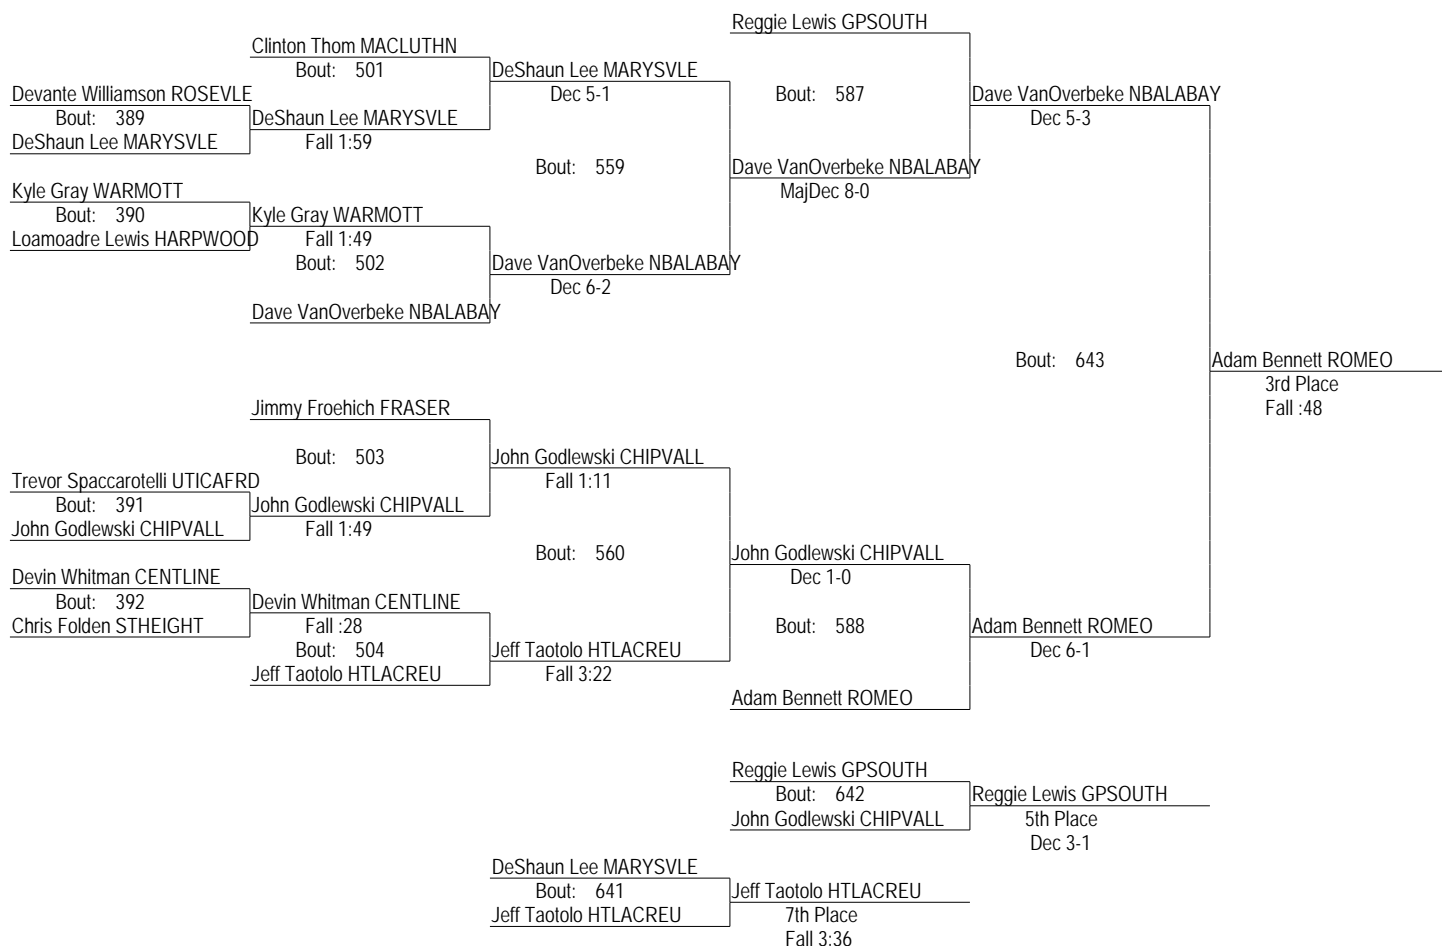 Reggie Lewis GPSOUTH
Clinton Thom MACLUTHN
Bout: 501
DeShaun Lee MARYSVLE
Dec 5-1
Bout: 587
Devante Williamson ROSEVLE
Dave VanOverbeke NBALABAY
Bout: 389
DeShaun Lee MARYSVLE
Dec 5-3
DeShaun Lee MARYSVLE
Fall 1:59
Bout: 559
Dave VanOverbeke NBALABAY
MajDec 8-0
Kyle Gray WARMOTT
Bout: 390
Kyle Gray WARMOTT
Loamoadre Lewis HARPWOOD
Fall 1:49
Bout: 502
Dave VanOverbeke NBALABAY
Dec 6-2
Dave VanOverbeke NBALABAY
Bout: 643
Adam Bennett ROMEO
3rd Place
Fall :48
Jimmy Froehich FRASER
Bout: 503
John Godlewski CHIPVALL
Fall 1:11
Trevor Spaccarotelli UTICAFRD
Bout: 391
John Godlewski CHIPVALL
John Godlewski CHIPVALL
Fall 1:49
Bout: 560
John Godlewski CHIPVALL
Dec 1-0
Devin Whitman CENTLINE
Bout: 392
Devin Whitman CENTLINE
Chris Folden STHEIGHT
Fall :28
Bout: 588
Adam Bennett ROMEO
Bout: 504
Jeff Taotolo HTLACREU
Dec 6-1
Jeff Taotolo HTLACREU
Fall 3:22
Adam Bennett ROMEO
Reggie Lewis GPSOUTH
Bout: 642
Reggie Lewis GPSOUTH
John Godlewski CHIPVALL
5th Place
Dec 3-1
DeShaun Lee MARYSVLE
Bout: 641
Jeff Taotolo HTLACREU
Jeff Taotolo HTLACREU
7th Place
Fall 3:36